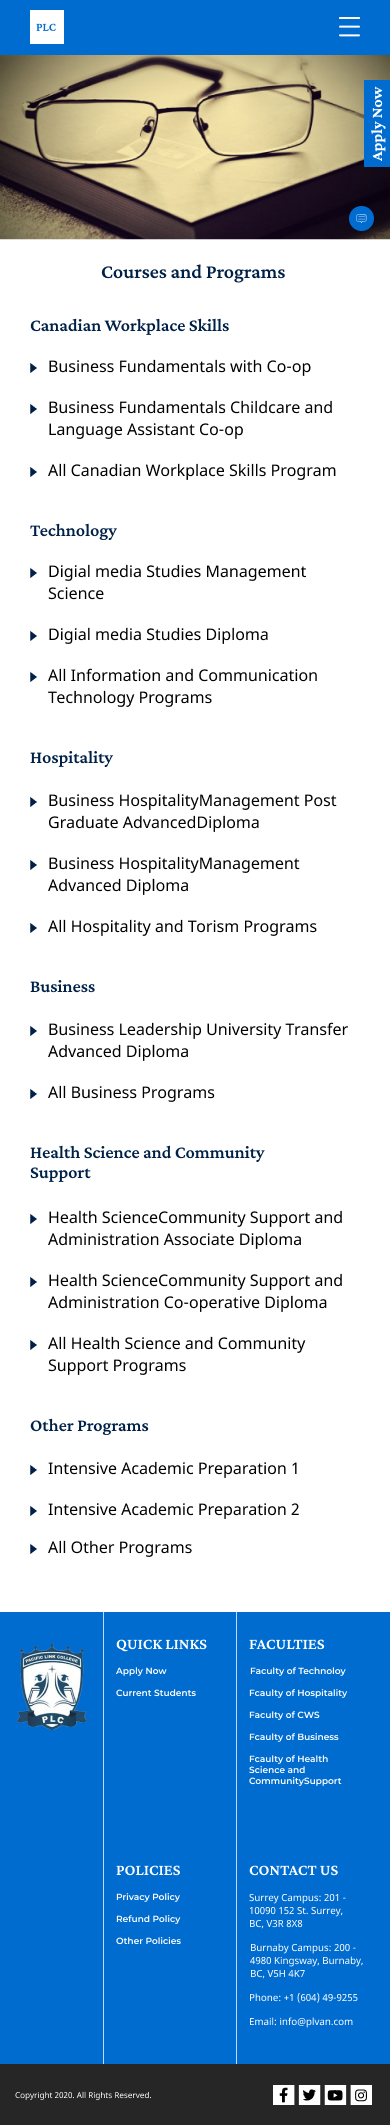 PLC
Apply Now
Courses and Programs
Canadian Workplace Skills
Business Fundamentals with Co-op
Business Fundamentals Childcare and
Language Assistant Co-op
All Canadian Workplace Skills Program
Technology
Digial media Studies Management
Science
Digial media Studies Diploma
All Information and Communication
Technology Programs
Hospitality
Business HospitalityManagement Post
Graduate AdvancedDiploma
Business HospitalityManagement
Advanced Diploma
All Hospitality and Torism Programs
Business
Business Leadership University Transfer
Advanced Diploma
All Business Programs
Health Science and Community
Support
Health ScienceCommunity Support and
Administration Associate Diploma
Health ScienceCommunity Support and
Administration Co-operative Diploma
All Health Science and Community
Support Programs
Other Programs
Intensive Academic Preparation 1
Intensive Academic Preparation 2
All Other Programs
PACIFIC LINK COLLEGE
PLC
QUICK LINKS
Apply Now
Current Students
FACULTIES
Faculty of Technoloy
Fcaulty of Hospitality
Faculty of CWS
Fcaulty of Business
Fcaulty of Health
Science and
CommunitySupport
POLICIES
Privacy Policy
Refund Policy
Other Policies
CONTACT US
Surrey Campus: 201 -
10090 152 St. Surrey,
BC, V3R 8X8
Burnaby Campus: 200 -
4980 Kingsway, Burnaby,
BC, V5H 4K7
Phone: +1 (604) 49-9255
Email: info@plvan.com
Copyright 2020. All Rights Reserved.